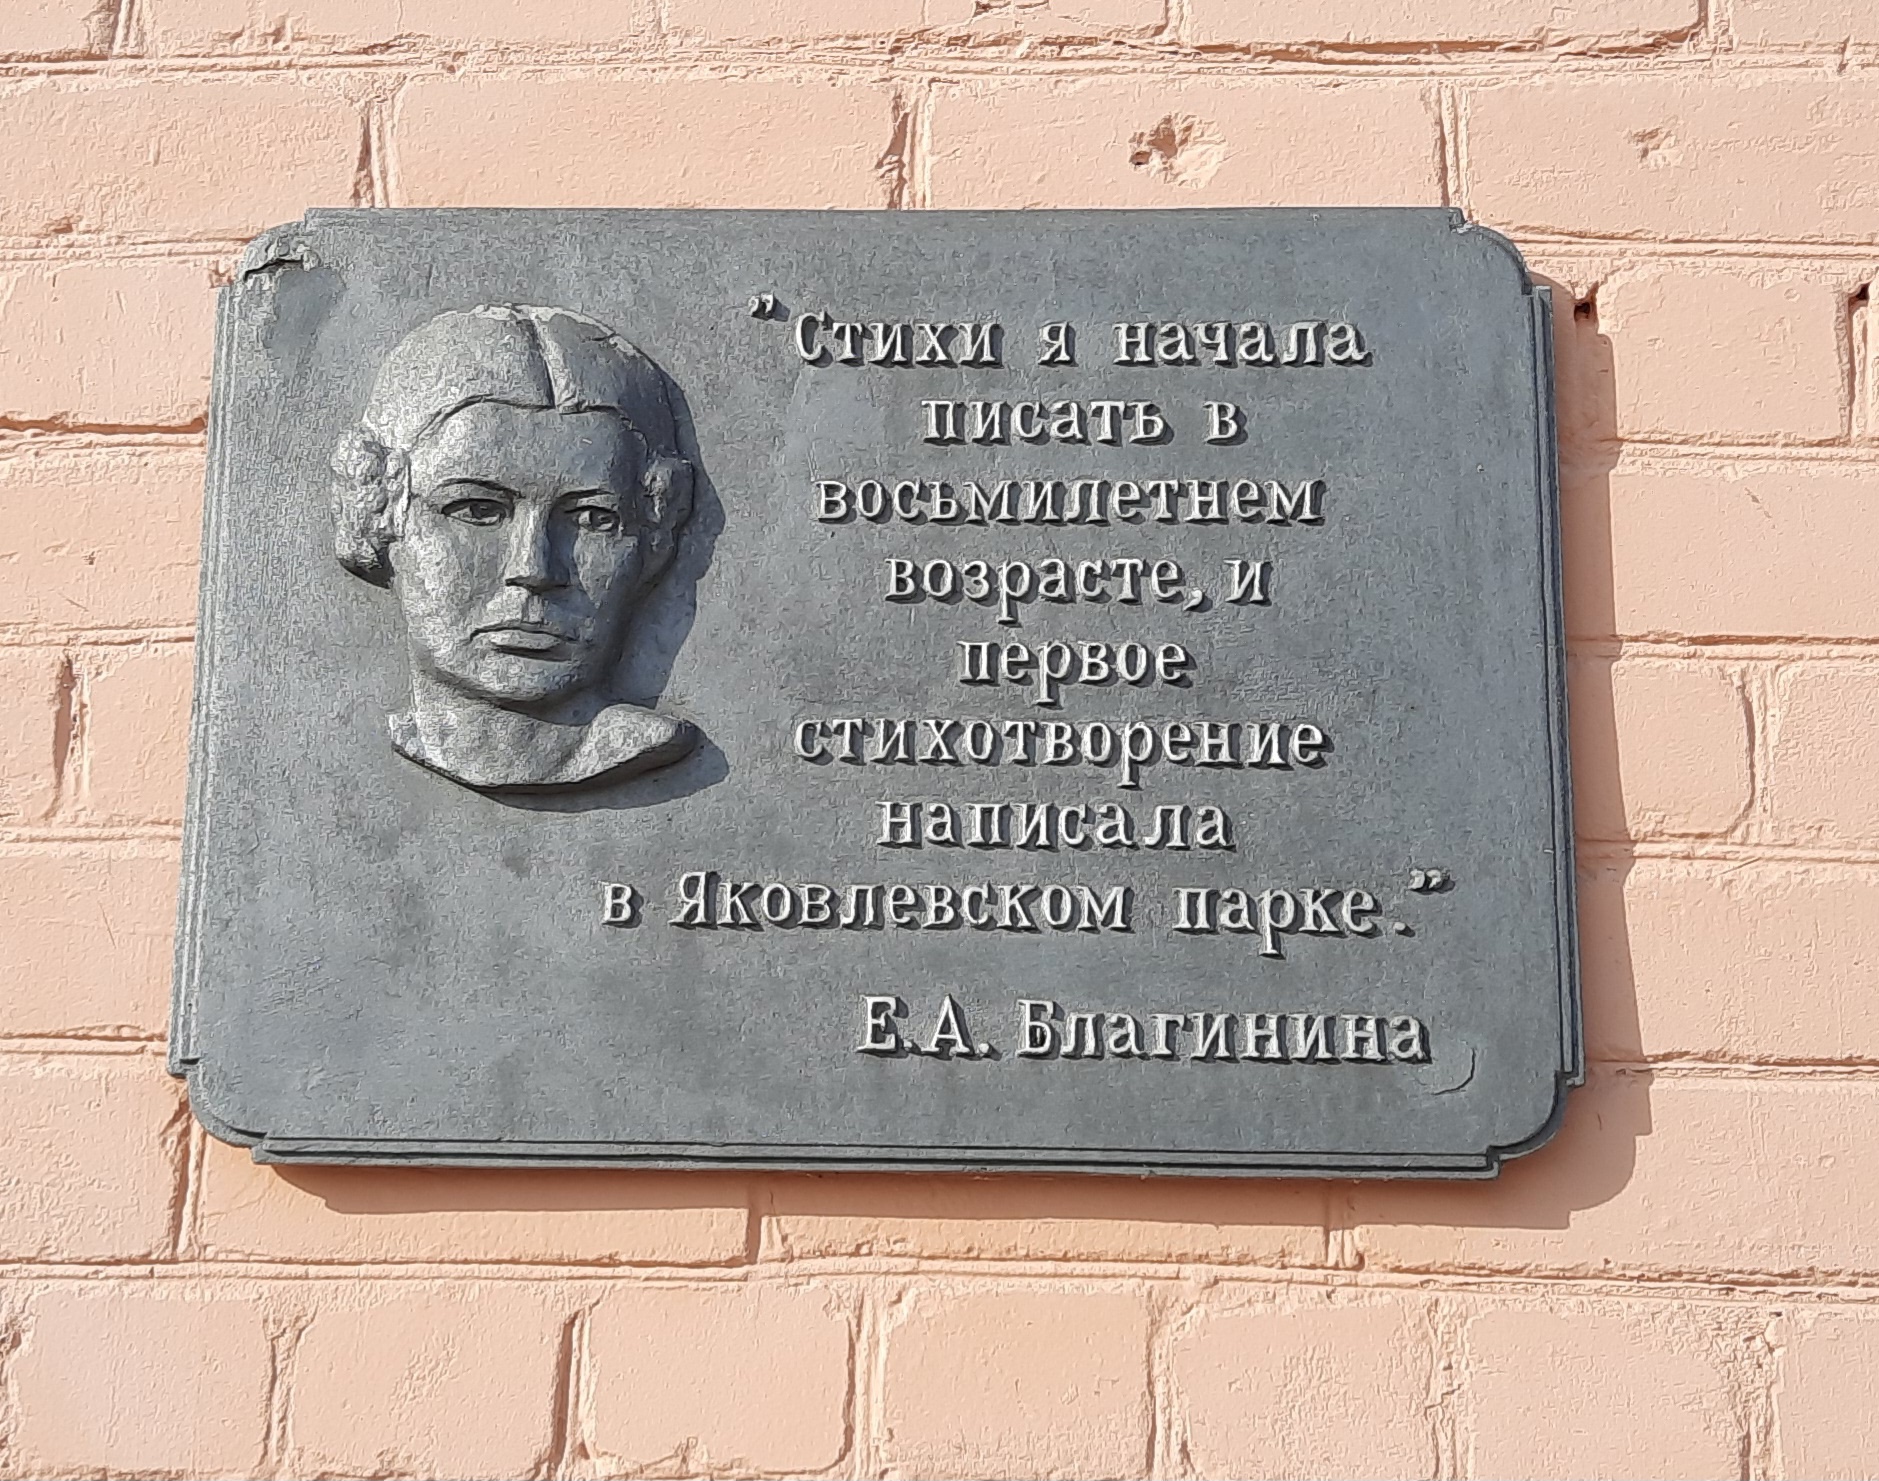 "Стихи я начала
писать в
восьмилетнем
возрасте, и
первое
стихотворение
написала
в Яковлевском парке."
Е.А. Благинина